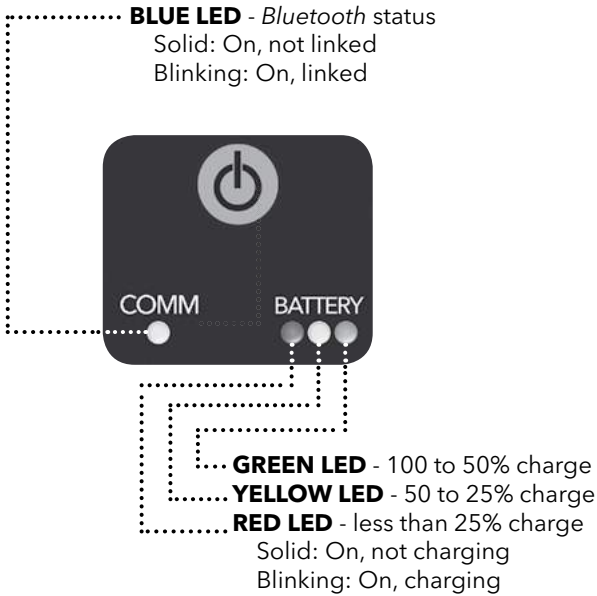 BLUE LED - Bluetooth status
Solid: On, not linked
Blinking: On, linked
COMM
BATTERY
GREEN LED - 100 to 50% charge
YELLOW LED - 50 to 25% charge
RED LED - less than 25% charge
Solid: On, not charging
Blinking: On, charging